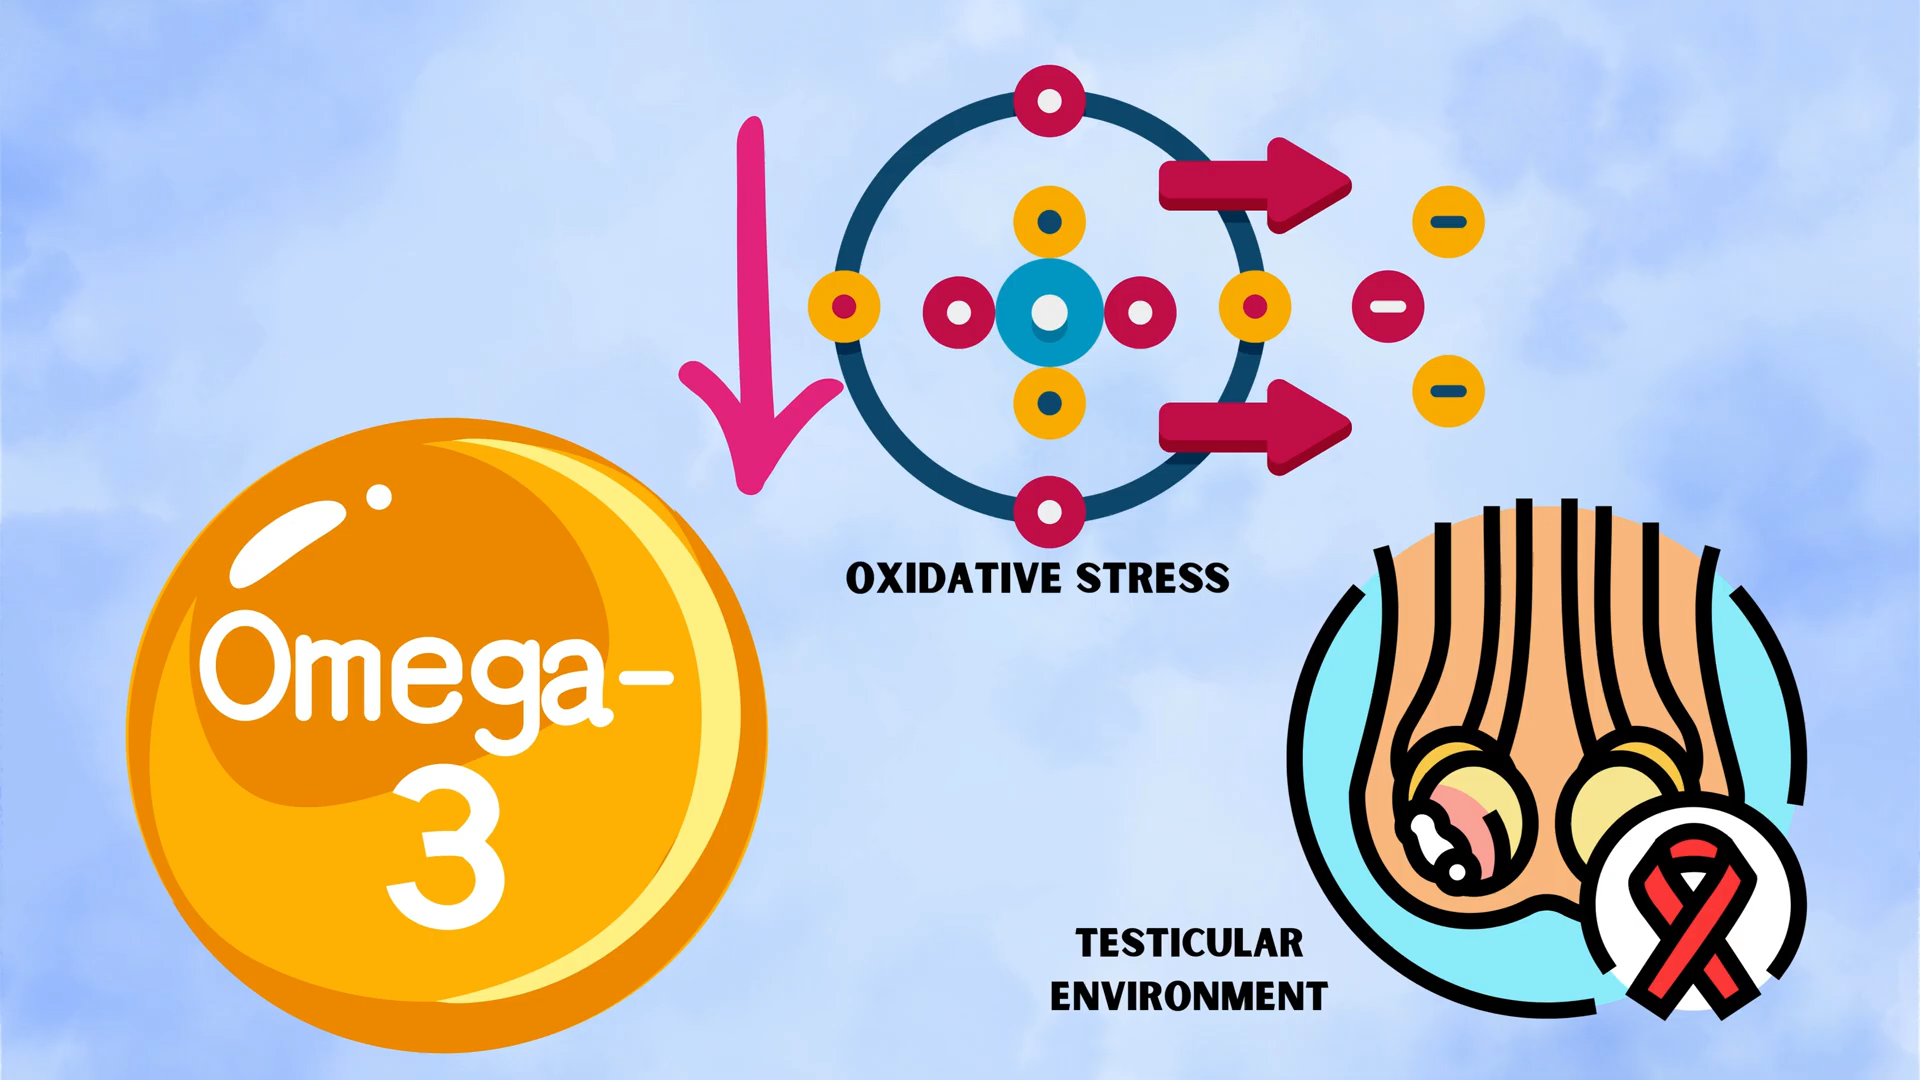 OXIDATIVE STRESS
Omega-
3
TESTICULAR
ENVIRONMENT